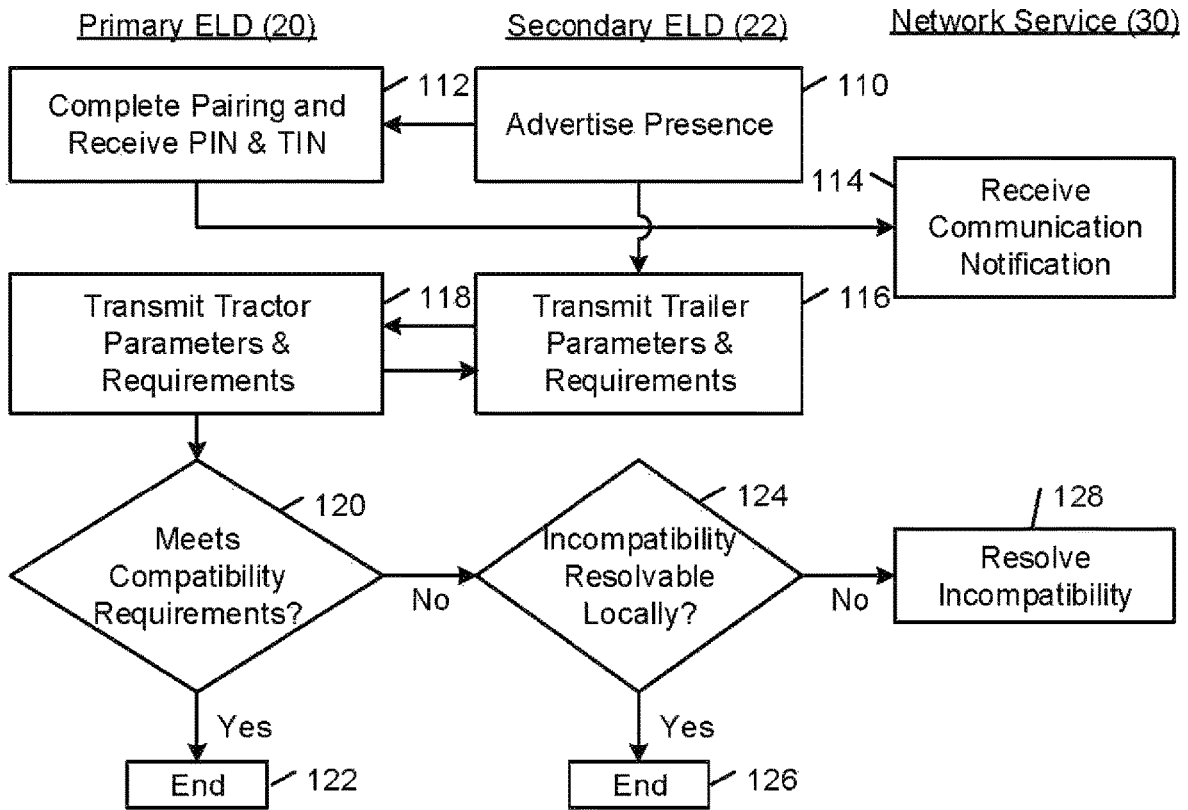 Primary ELD (20)
Secondary ELD (22)
Network Service (30)
Complete Pairing and
Receive PIN & TIN
112
Advertise Presence
110
114
Receive
Communication
Notification
Transmit Tractor
Parameters &
Requirements
118
Transmit Trailer
Parameters &
Requirements
116
Meets
Compatibility
Requirements?
120
No
Incompatibility
Resolvable
Locally?
124
No
128
Resolve
Incompatibility
Yes
Yes
End
122
End
126